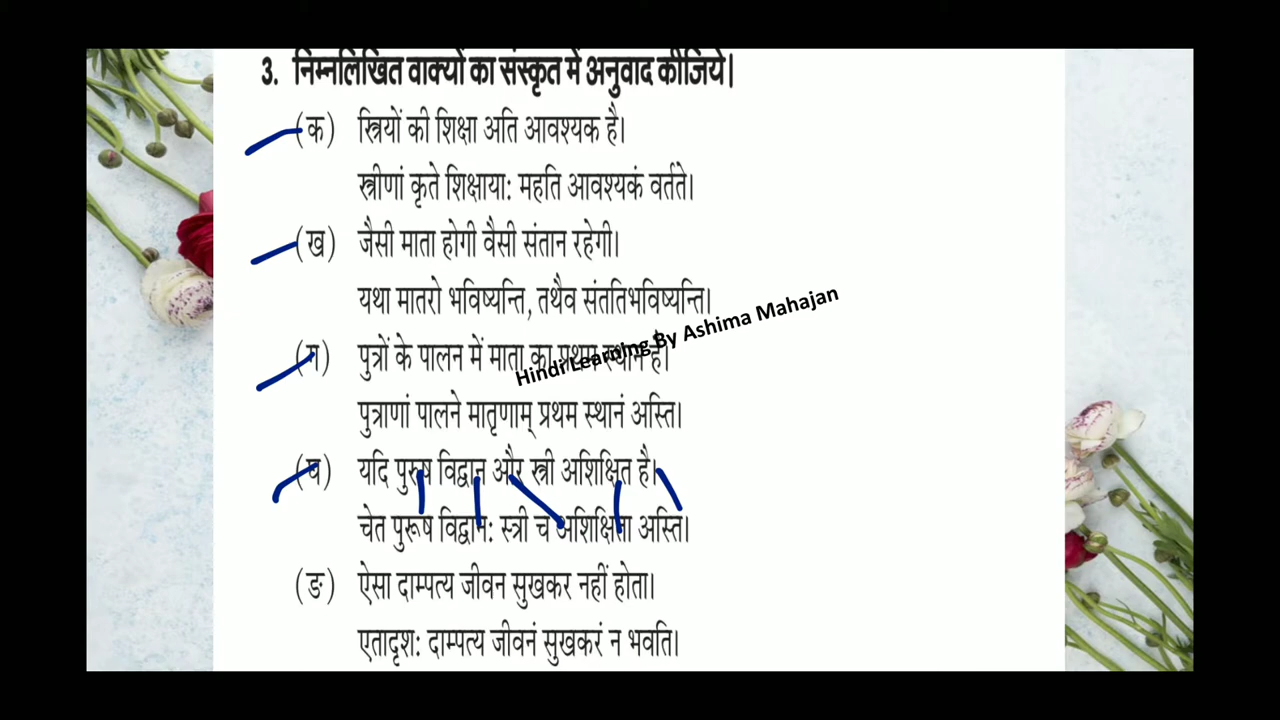 3. निम्नलिखित वाक्यों का संस्कृत में अनुवाद कीजिये।
(क) स्त्रियों की शिक्षा अति आवश्यक है।
स्त्रीणां कृते शिक्षाया: महति आवश्यकं वर्तते।
(ख) जैसी माता होगी वैसी संतान रहेगी।
यथा मातरो भविष्यन्ति, तथैव संततिभविष्यन्ति।
Hindi Learning By Ashima Mahajan
(ग) पुत्रों के पालन में माता का प्रथम स्थान है।
पुत्राणां पालने मातृणाम् प्रथम स्थानं अस्ति।
(घ) यदि पुरुष विद्वान और स्त्री अशिक्षित है।
चेत पुरूष विद्वान: स्त्री च अशिक्षिता अस्ति।
(ङ) ऐसा दाम्पत्य जीवन सुखकर नहीं होता।
एतादृश: दाम्पत्य जीवनं सुखकरं न भवति।